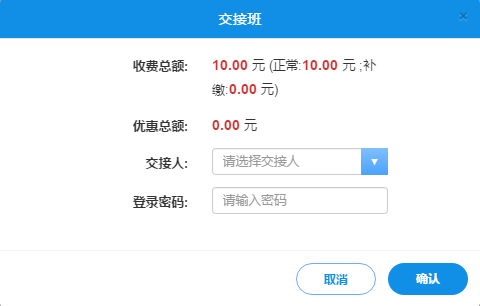 交接班
×
收费总额: 10.00 元 (正常:10.00 元 ;补
缴:0.00 元)
优惠总额: 0.00 元
交接人: 请选择交接人
登录密码: 请输入密码
取消 确认